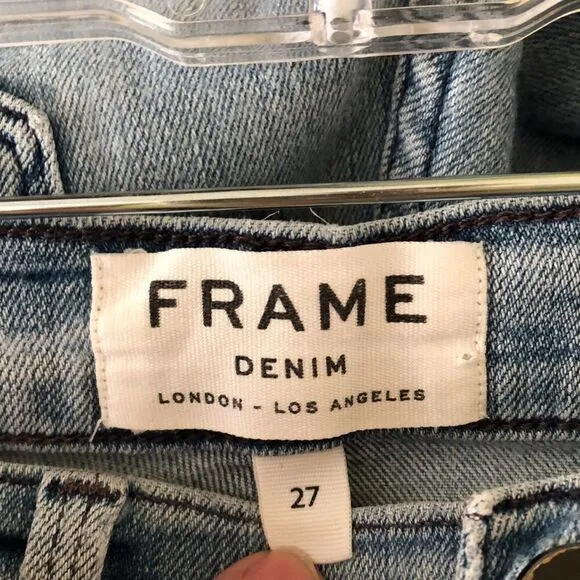 FRAME
DENIM
LONDON - LOS ANGELES
27